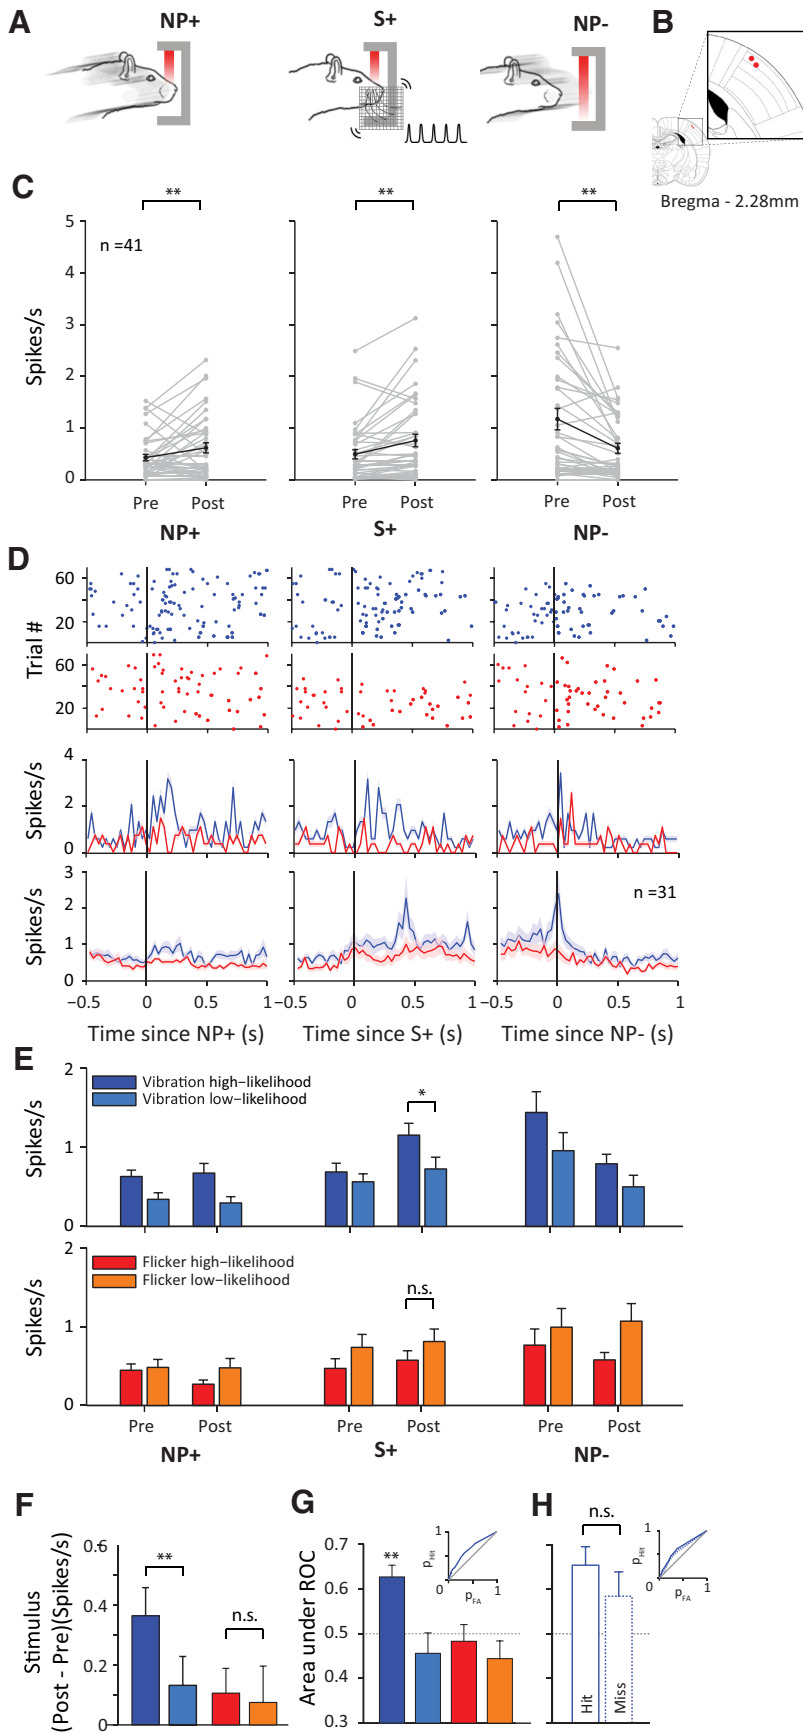 A
NP+
S+
NP-
B
Bregma - 2.28mm
C
**
**
**
5
4
3
2
1
0
Spikes/s
n =41
Pre
Post
Pre
Post
Pre
Post
NP+
S+
NP-
D
Trial #
60
20
60
20
Spikes/s
4
2
0
Spikes/s
3
2
1
0
n =31
−0.5
0
0.5
1
−0.5
0
0.5
1
−0.5
0
0.5
1
Time since NP+ (s)
Time since S+ (s)
Time since NP- (s)
E
Spikes/s
2
1
0
Vibration high−likelihood
Vibration low−likelihood
*
Spikes/s
2
1
0
Flicker high−likelihood
Flicker low−likelihood
n.s.
Pre
Post
Pre
Post
Pre
Post
NP+
S+
NP-
F
Stimulus
(Post - Pre)(Spikes/s)
0.6
0.4
0.2
0
**
n.s.
G
Area under ROC
0.7
0.6
0.5
0.4
0.3
**
pHit
1
0
1
pFA
H
n.s.
Hit
Miss
pHit
1
0
1
pFA